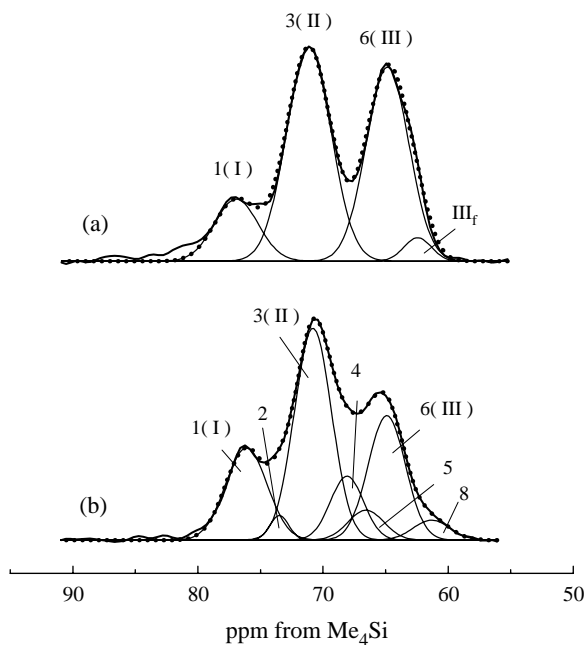 3( II )
6( III )
1( I )
III_f
(a)
3( II )
4
6( III )
1( I )
2
5
8
(b)
90 80 70 60 50
ppm from Me₄Si